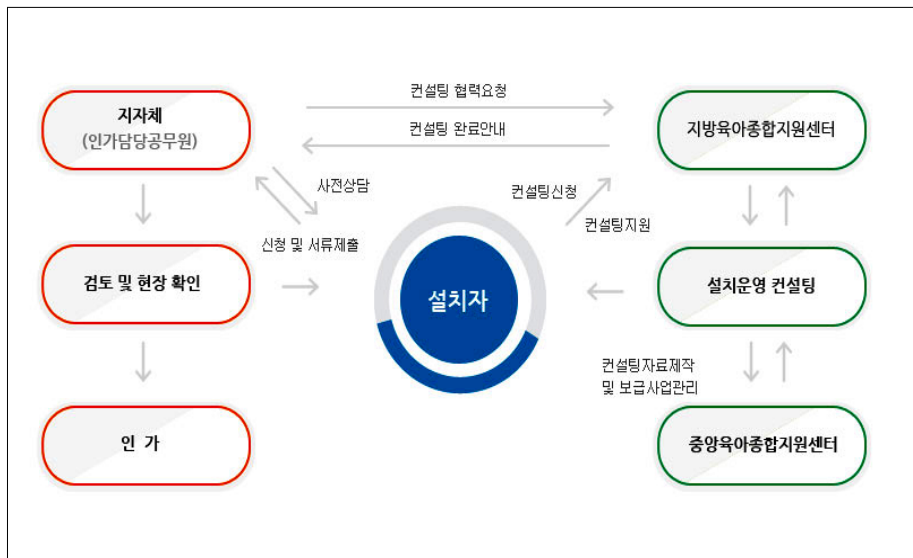 컨설팅 협력요청
지자체
(인가담당공무원)
컨설팅 완료안내
지방육아종합지원센터
사전상담
컨설팅신청
신청 및 서류제출
컨설팅지원
검토 및 현장 확인
설치자
설치운영 컨설팅
컨설팅자료제작
및 보급사업관리
인 가
중앙육아종합지원센터